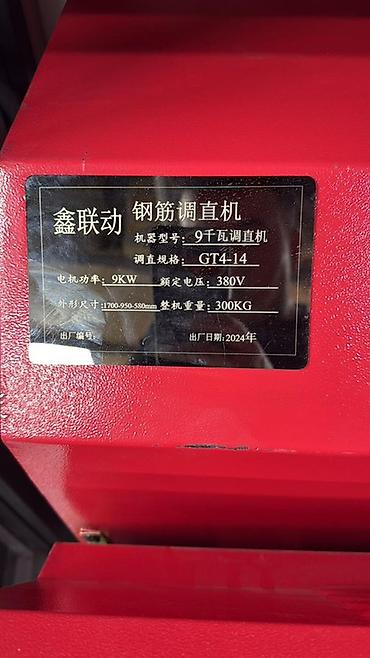 鑫联动 钢筋调直机
机器型号: 9千瓦调直机
调直规格: GT4-14
电机功率: 9KW 额定电压: 380V
外形尺寸: 1700-950-580mm 整机重量: 300KG
出厂编号: 出厂日期: 2024年